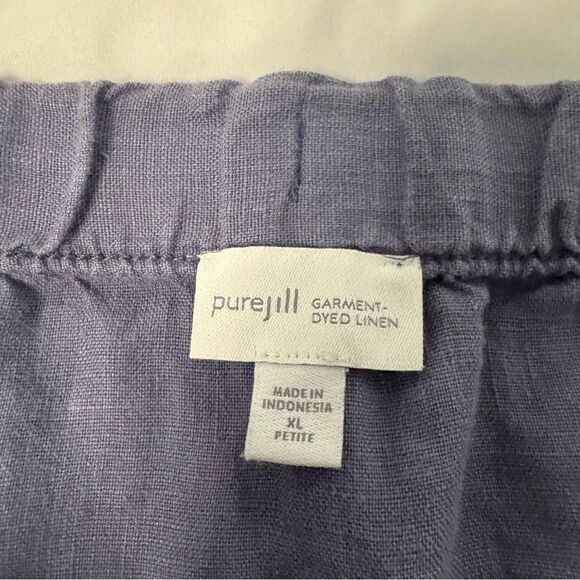 purejill
GARMENT-
DYED LINEN
MADE IN
INDONESIA
XL
PETITE